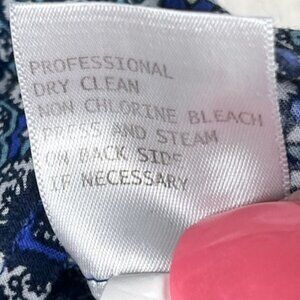 PROFESSIONAL
DRY CLEAN
NON CHLORINE BLEACH
PRESS AND STEAM
ON BACK SIDE
IF NECESSARY